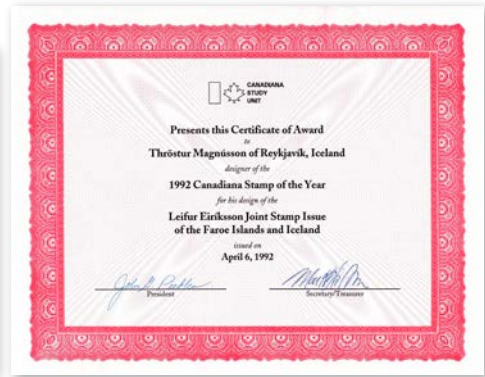 CANADIANA
STUDY
UNIT
Presents this Certificate of Award
to
Thröstur Magnússon of Reykjavík, Iceland
designer of the
1992 Canadiana Stamp of the Year
for his design of the
Leifur Eiríksson Joint Stamp Issue
of the Faroe Islands and Iceland
issued on
April 6, 1992
President
Secretary/Treasurer